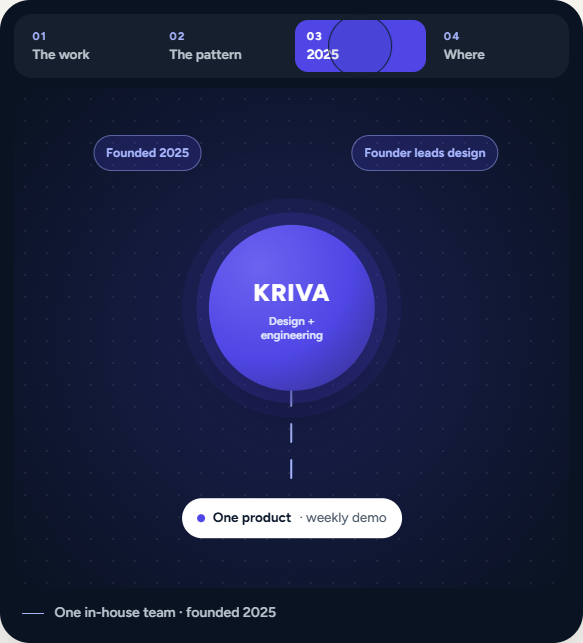 01
The work
02
The pattern
03
2025
04
Where
Founded 2025
Founder leads design
KRIVA
Design +
engineering
One product · weekly demo
One in-house team · founded 2025